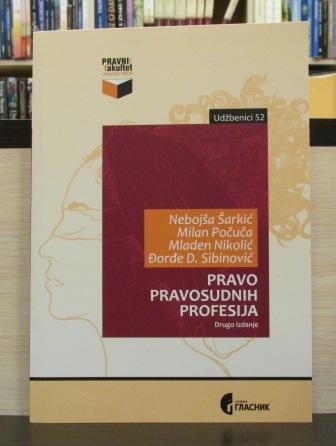 PRAVNI
fakultet
Udžbenici 52
Nebojša Šarkić
Milan Počuča
Mladen Nikolić
Đorđe D. Sibinović
PRAVO
PRAVOSUDNIH
PROFESIJA
Drugo izdanje
ГЛАСНИК